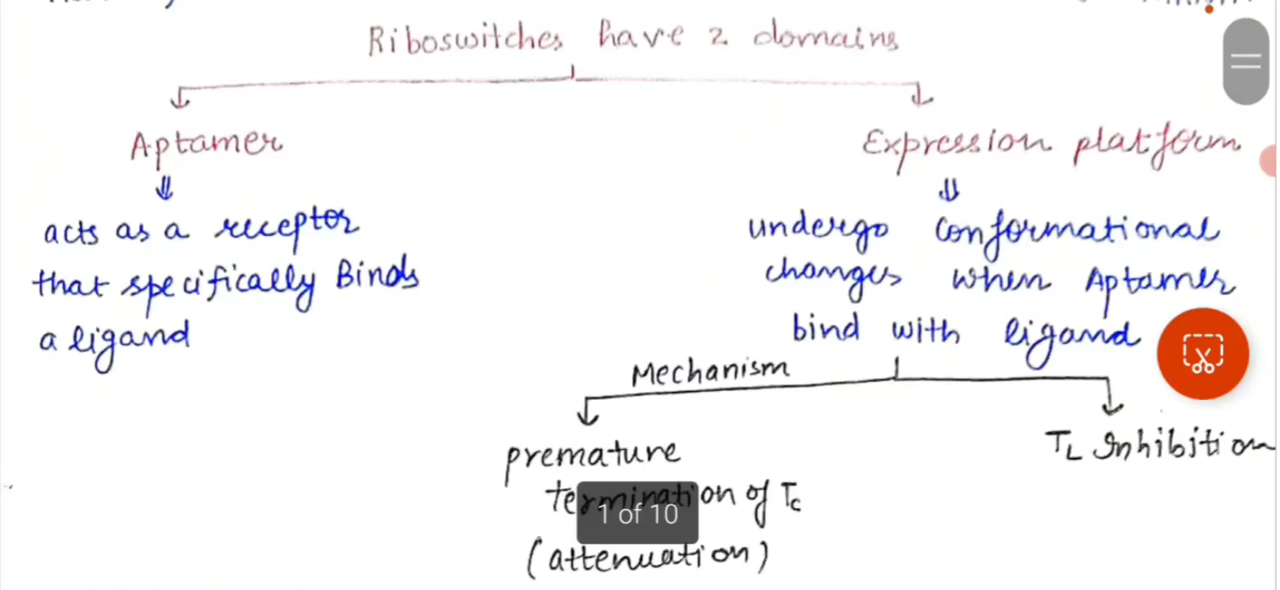 Riboswitches have 2 domains
Aptamer
Expression platform
acts as a receptor
that specifically Binds
a ligand
undergo conformational
changes when Aptamer
bind with ligand
Mechanism
premature
termination of Tc
(attenuation)
TL Inhibition
1 of 10